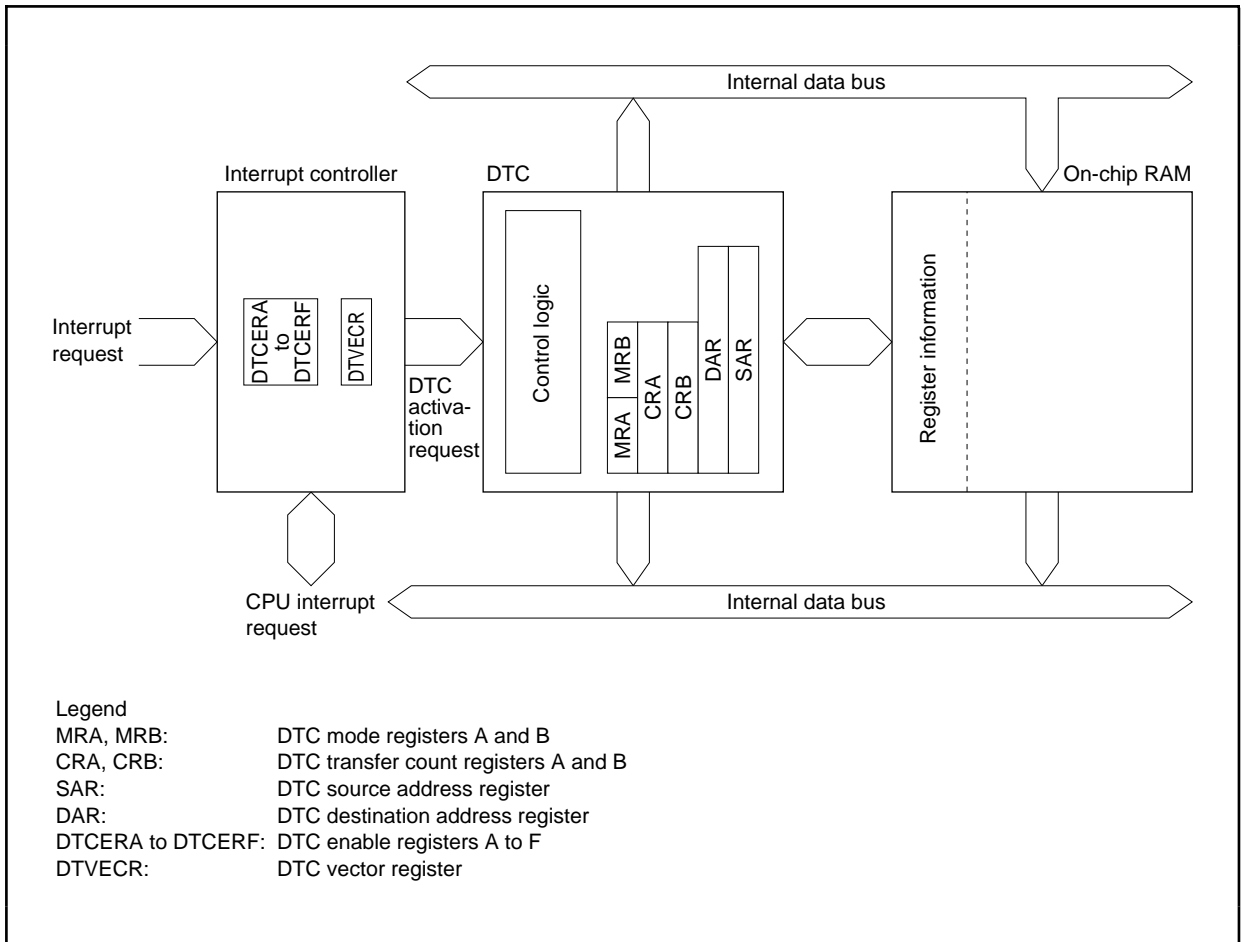 Internal data bus
Interrupt controller
DTC
On-chip RAM
Interrupt
request
DTCERA
to
DTCERF
DTVECR
DTC
activa-
tion
request
Control logic
MRA
MRB
CRA
CRB
DAR
SAR
Register information
CPU interrupt
request
Internal data bus
Legend
MRA, MRB: DTC mode registers A and B
CRA, CRB: DTC transfer count registers A and B
SAR: DTC source address register
DAR: DTC destination address register
DTCERA to DTCERF: DTC enable registers A to F
DTVECR: DTC vector register